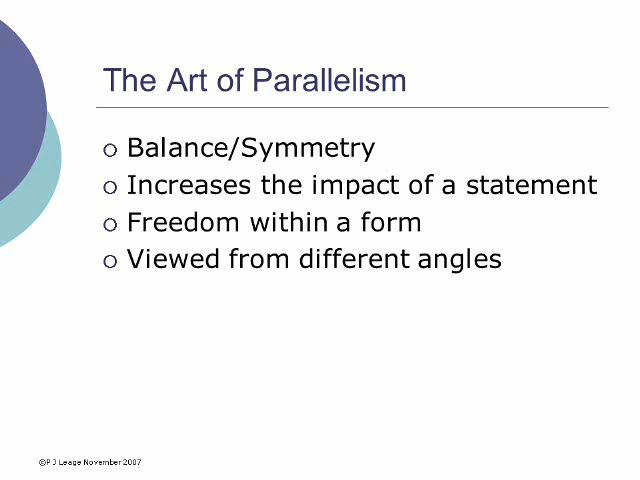 The Art of Parallelism
Balance/Symmetry
Increases the impact of a statement
Freedom within a form
Viewed from different angles
©P J Leage November 2007